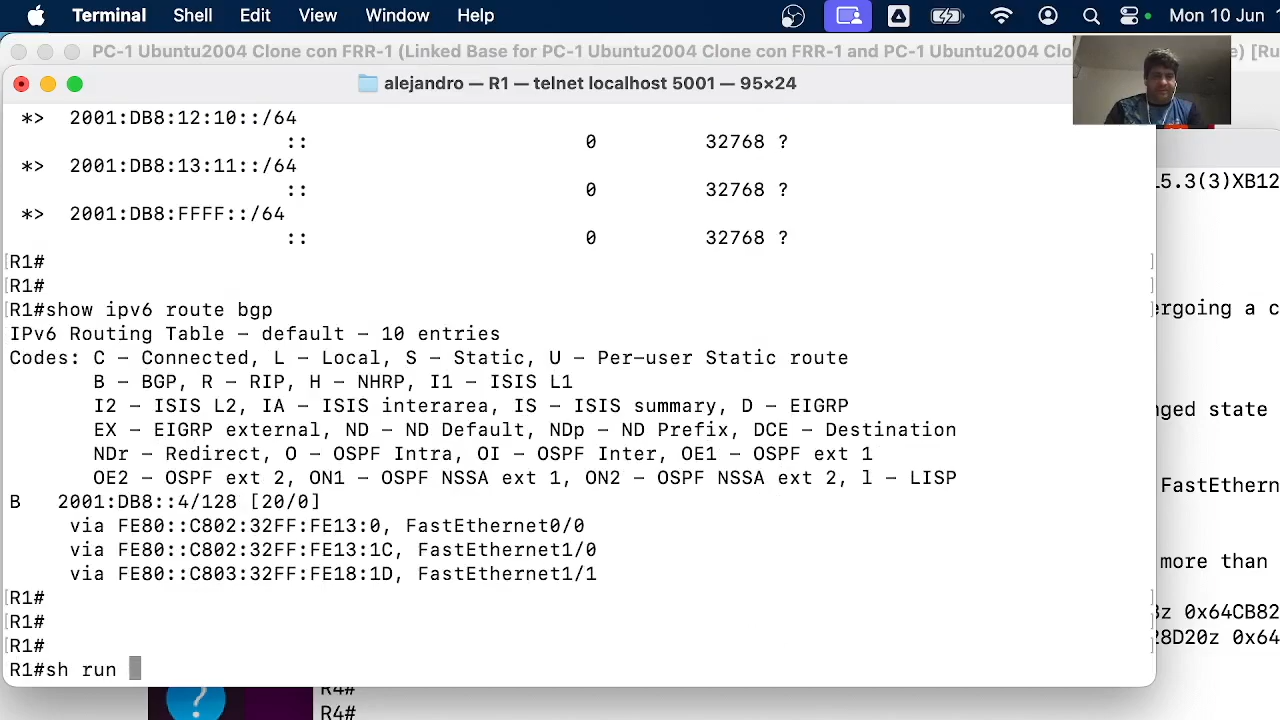 Terminal Shell Edit View Window Help Mon 10 Jun
PC-1 Ubuntu2004 Clone con FRR-1 (Linked Base for PC-1 Ubuntu2004 Clone con FRR-1 and PC-1 Ubuntu2004 Clone co e) [Ru
alejandro — R1 — telnet localhost 5001 — 95×24
*> 2001:DB8:12:10::/64
:: 0 32768 ?
*> 2001:DB8:13:11::/64
:: 0 32768 ?
*> 2001:DB8:FFFF::/64
:: 0 32768 ?
R1#
R1#
R1#show ipv6 route bgp
IPv6 Routing Table - default - 10 entries
Codes: C - Connected, L - Local, S - Static, U - Per-user Static route
B - BGP, R - RIP, H - NHRP, I1 - ISIS L1
I2 - ISIS L2, IA - ISIS interarea, IS - ISIS summary, D - EIGRP
EX - EIGRP external, ND - ND Default, NDp - ND Prefix, DCE - Destination
NDr - Redirect, O - OSPF Intra, OI - OSPF Inter, OE1 - OSPF ext 1
OE2 - OSPF ext 2, ON1 - OSPF NSSA ext 1, ON2 - OSPF NSSA ext 2, l - LISP
B 2001:DB8::4/128 [20/0]
via FE80::C802:32FF:FE13:0, FastEthernet0/0
via FE80::C802:32FF:FE13:1C, FastEthernet1/0
via FE80::C803:32FF:FE18:1D, FastEthernet1/1
R1#
R1#
R1#
R1#sh run
15.3(3)XB12
ergoing a c
nged state
FastEthern
more than
3z 0x64CB82
28D20z 0x64
R4#
R4#